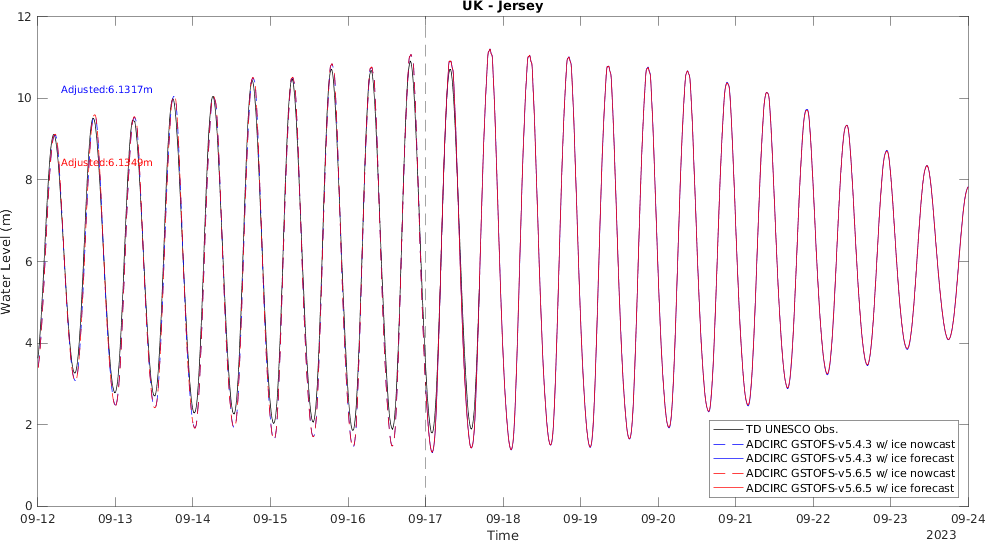 UK - Jersey
12
10
8
6
4
2
0
Water Level (m)
Adjusted:6.1317m
Adjusted:6.1349m
TD UNESCO Obs.
ADCIRC GSTOFS-v5.4.3 w/ ice nowcast
ADCIRC GSTOFS-v5.4.3 w/ ice forecast
ADCIRC GSTOFS-v5.6.5 w/ ice nowcast
ADCIRC GSTOFS-v5.6.5 w/ ice forecast
09-12 09-13 09-14 09-15 09-16 09-17 09-18 09-19 09-20 09-21 09-22 09-23 09-24
Time
2023